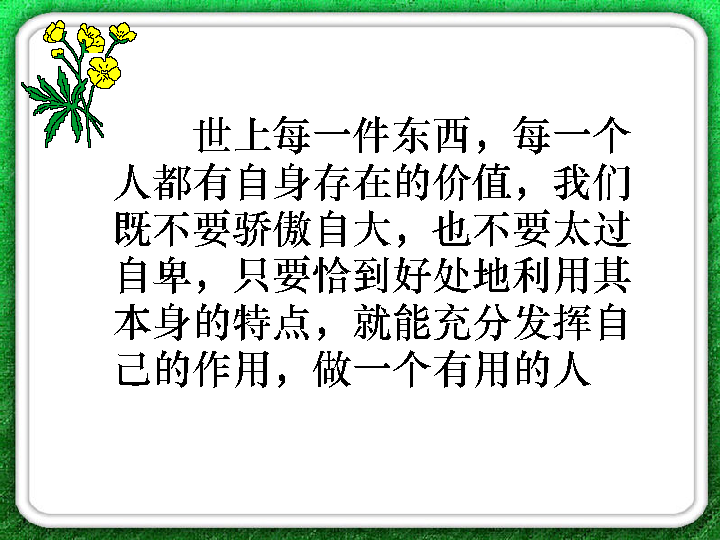 世上每一件东西，每一个
人都有自身存在的价值，我们
既不要骄傲自大，也不要太过
自卑，只要恰到好处地利用其
本身的特点，就能充分发挥自
己的作用，做一个有用的人